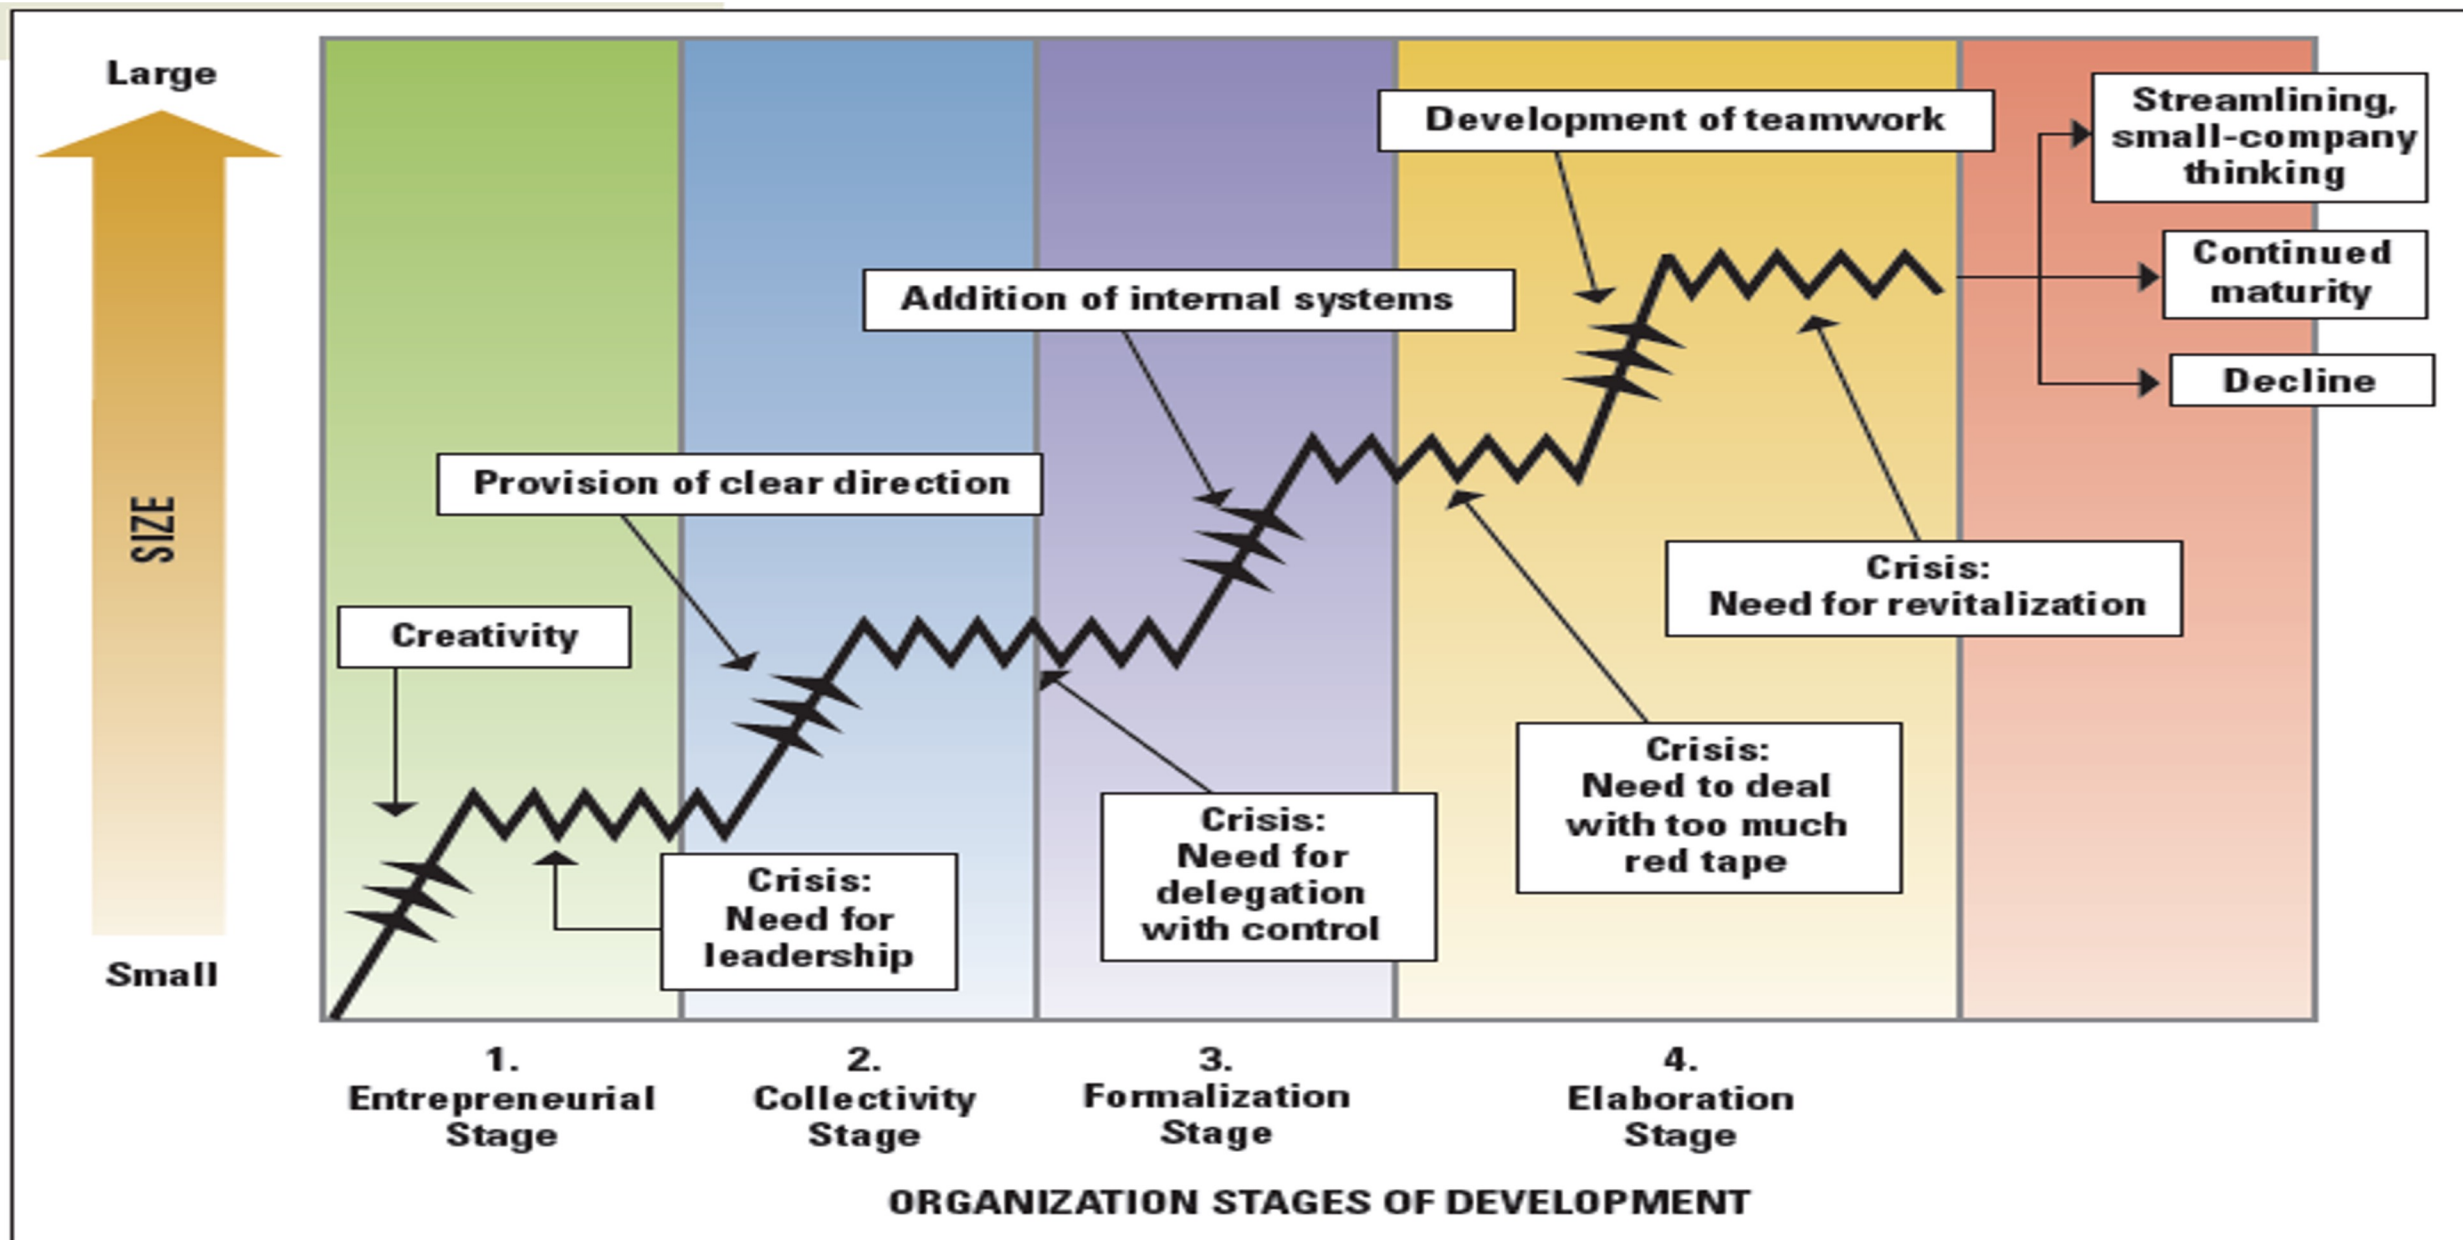 Large
SIZE
Small
Creativity
Provision of clear direction
Addition of internal systems
Development of teamwork
Streamlining,
small-company
thinking
Continued
maturity
Decline
Crisis:
Need for
leadership
Crisis:
Need for
delegation
with control
Crisis:
Need to deal
with too much
red tape
Crisis:
Need for revitalization
1.
Entrepreneurial
Stage
2.
Collectivity
Stage
3.
Formalization
Stage
4.
Elaboration
Stage
ORGANIZATION STAGES OF DEVELOPMENT